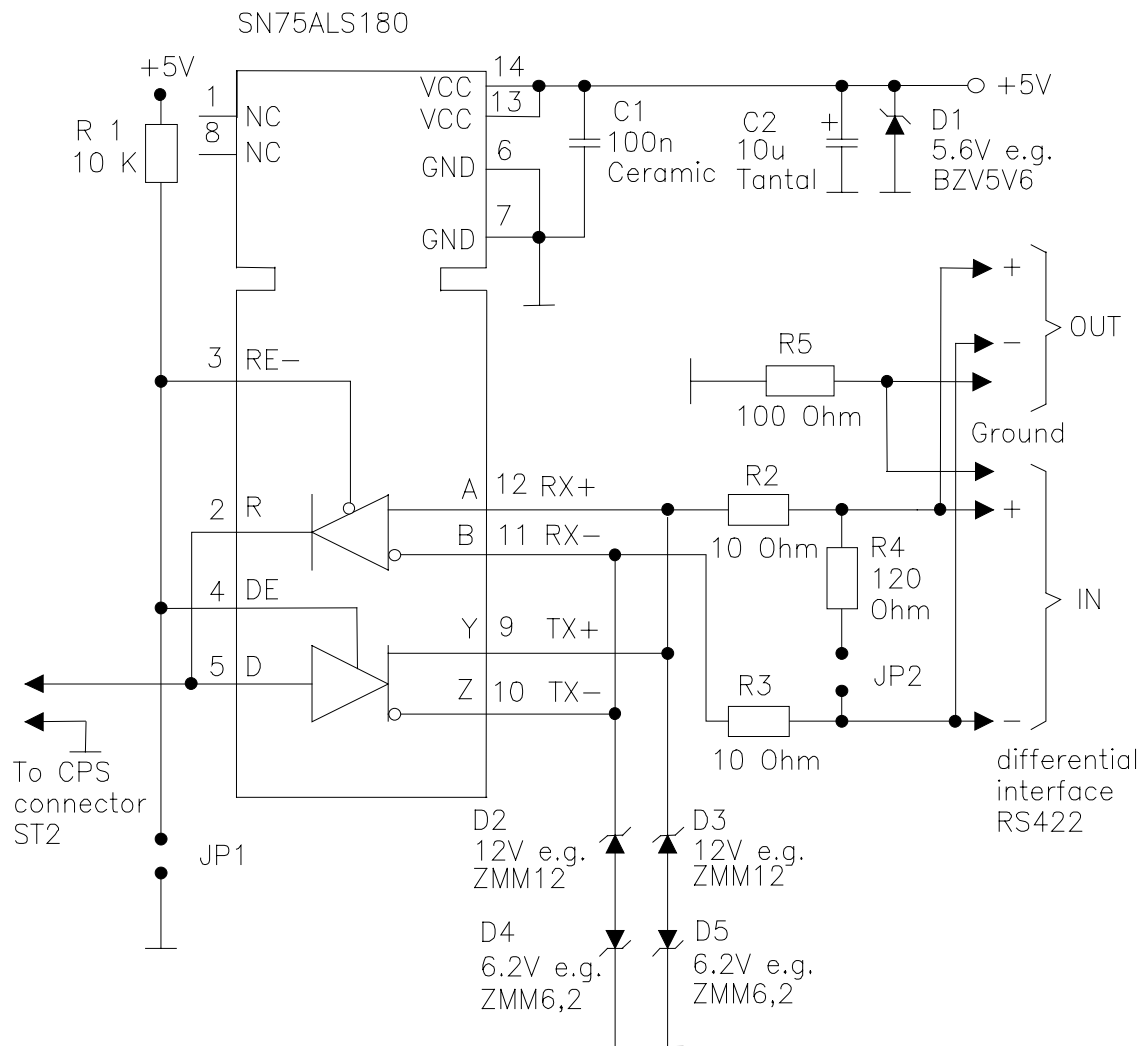 SN75ALS180
+5V
R 1
10 K
1
NC
8
NC
14
VCC
13
VCC
6
GND
7
GND
C1
100n
Ceramic
+
C2
10u
Tantal
D1
5.6V e.g.
BZV5V6
+5V
+
−
OUT
R5
100 Ohm
Ground
3
RE−
2
R
4
DE
5
D
A
12
RX+
B
11
RX−
Y
9
TX+
Z
10
TX−
R2
10 Ohm
+
R4
120
Ohm
IN
JP2
R3
10 Ohm
−
differential
interface
RS422
To CPS
connector
ST2
JP1
D2
12V e.g.
ZMM12
D3
12V e.g.
ZMM12
D4
6.2V e.g.
ZMM6,2
D5
6.2V e.g.
ZMM6,2